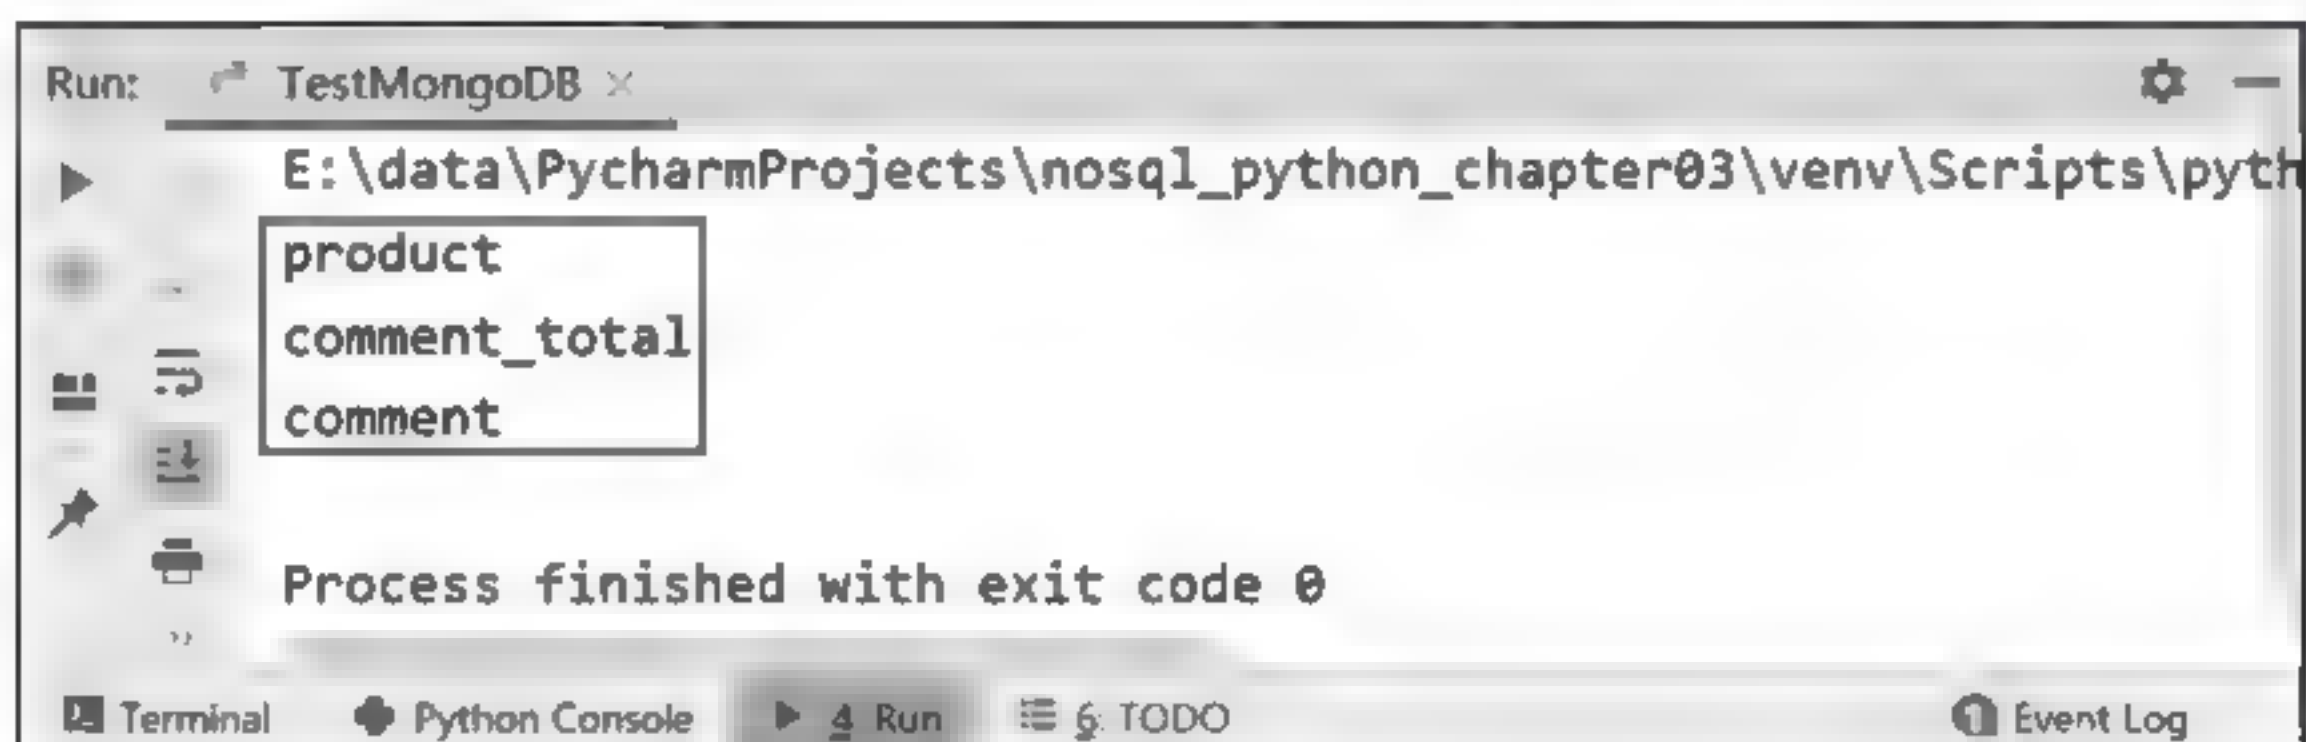 Run: TestMongoDB ×
E:\data\PycharmProjects\nosql_python_chapter03\venv\Scripts\pyth
product
comment_total
comment
Process finished with exit code 0
Terminal Python Console 4 Run 6: TODO 1 Event Log